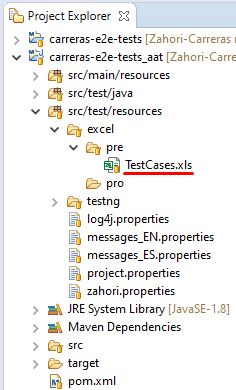 Project Explorer
carreras-e2e-tests [Zahori-Carreras
carreras-e2e-tests_aat [Zahori-Ca
src/main/resources
src/test/java
src/test/resources
excel
pre
TestCases.xls
pro
testng
log4j.properties
messages_EN.properties
messages_ES.properties
project.properties
zahori.properties
JRE System Library [JavaSE-1.8]
Maven Dependencies
src
target
pom.xml